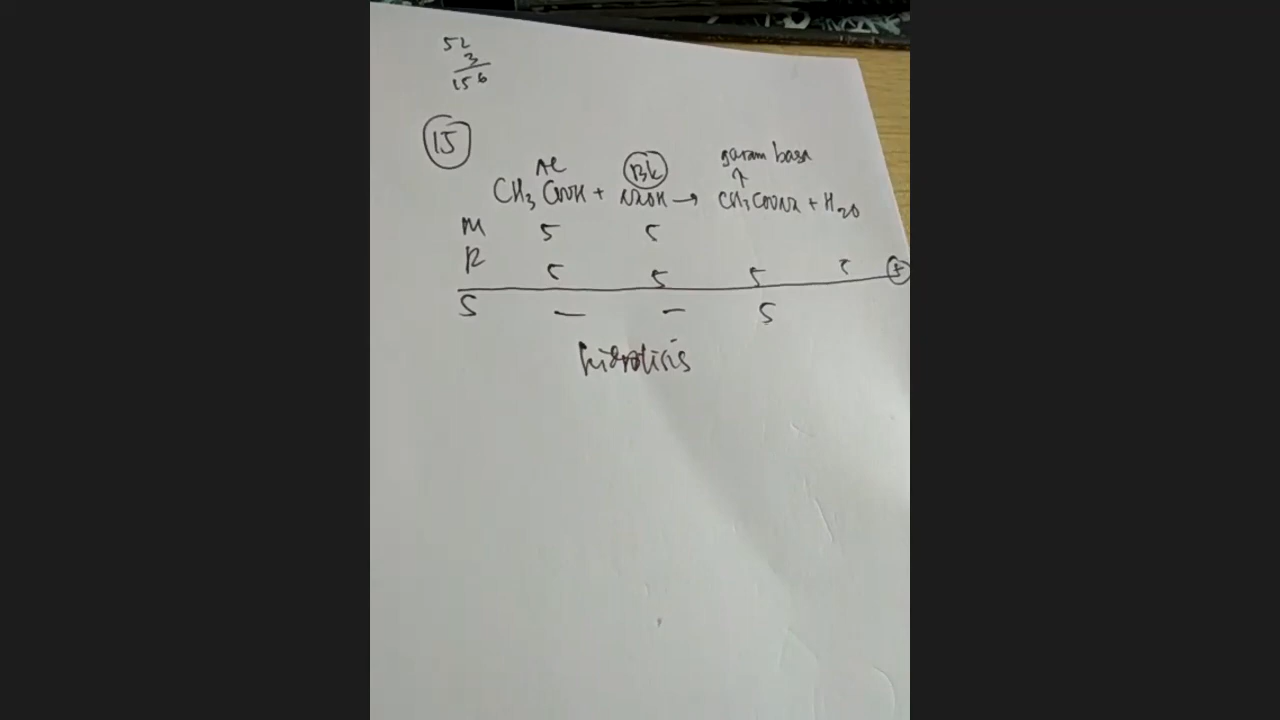 52
3
156
15
AL Bk garam basa
↑
CH3COOH + NaOH → CH3COONa + H2O
M 5 5
R 5 5 5 5 +
S – – 5
hidrolisis